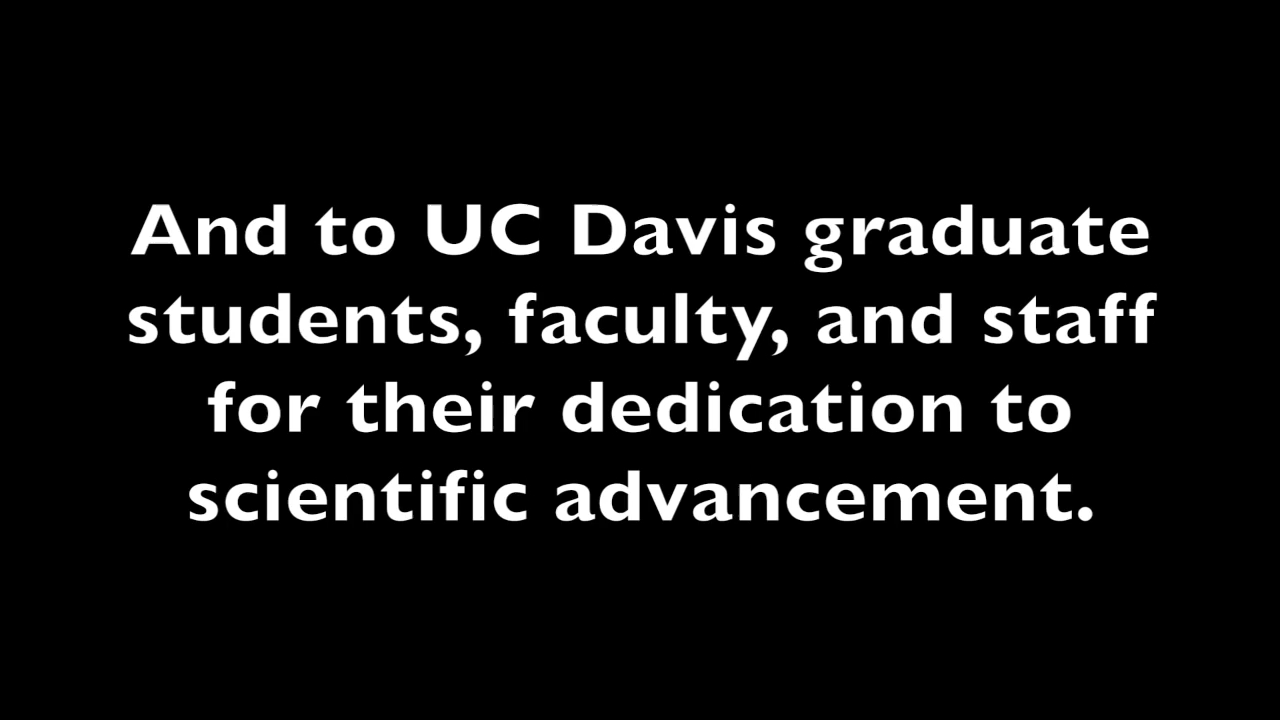 And to UC Davis graduate
students, faculty, and staff
for their dedication to
scientific advancement.